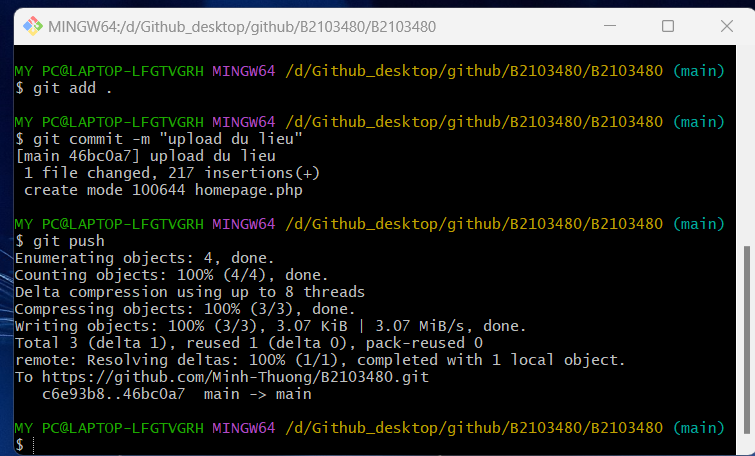 MINGW64:/d/Github_desktop/github/B2103480/B2103480
MY PC@LAPTOP-LFGTVGRH MINGW64 /d/Github_desktop/github/B2103480/B2103480 (main)
$ git add .
MY PC@LAPTOP-LFGTVGRH MINGW64 /d/Github_desktop/github/B2103480/B2103480 (main)
$ git commit -m "upload du lieu"
[main 46bc0a7] upload du lieu
1 file changed, 217 insertions(+)
create mode 100644 homepage.php
MY PC@LAPTOP-LFGTVGRH MINGW64 /d/Github_desktop/github/B2103480/B2103480 (main)
$ git push
Enumerating objects: 4, done.
Counting objects: 100% (4/4), done.
Delta compression using up to 8 threads
Compressing objects: 100% (3/3), done.
Writing objects: 100% (3/3), 3.07 KiB | 3.07 MiB/s, done.
Total 3 (delta 1), reused 1 (delta 0), pack-reused 0
remote: Resolving deltas: 100% (1/1), completed with 1 local object.
To https://github.com/Minh-Thuong/B2103480.git
c6e93b8..46bc0a7  main -> main
MY PC@LAPTOP-LFGTVGRH MINGW64 /d/Github_desktop/github/B2103480/B2103480 (main)
$